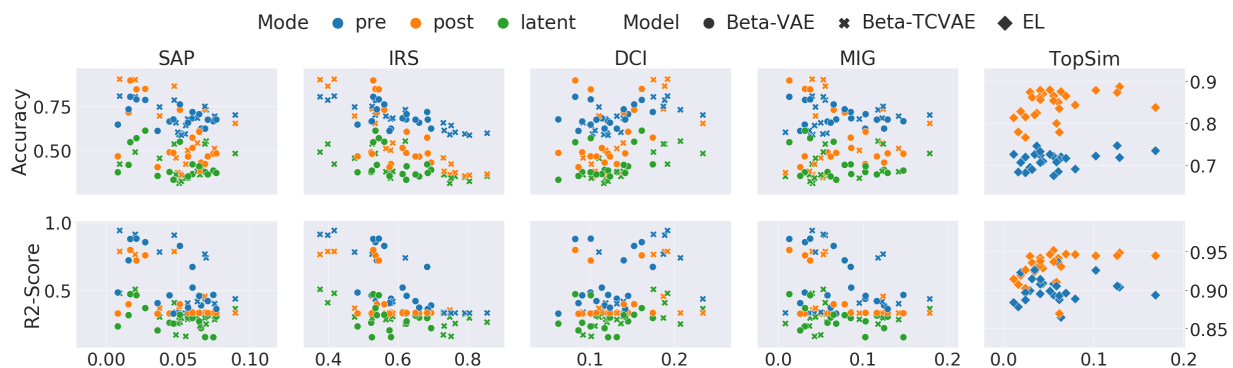 Mode pre post latent Model Beta-VAE Beta-TCVAE EL
SAP IRS DCI MIG TopSim
Accuracy
0.75
0.50
0.9
0.8
0.7
R2-Score
1.0
0.5
0.95
0.90
0.85
0.00 0.05 0.10 0.4 0.6 0.8 0.1 0.2 0.0 0.1 0.2 0.0 0.1 0.2